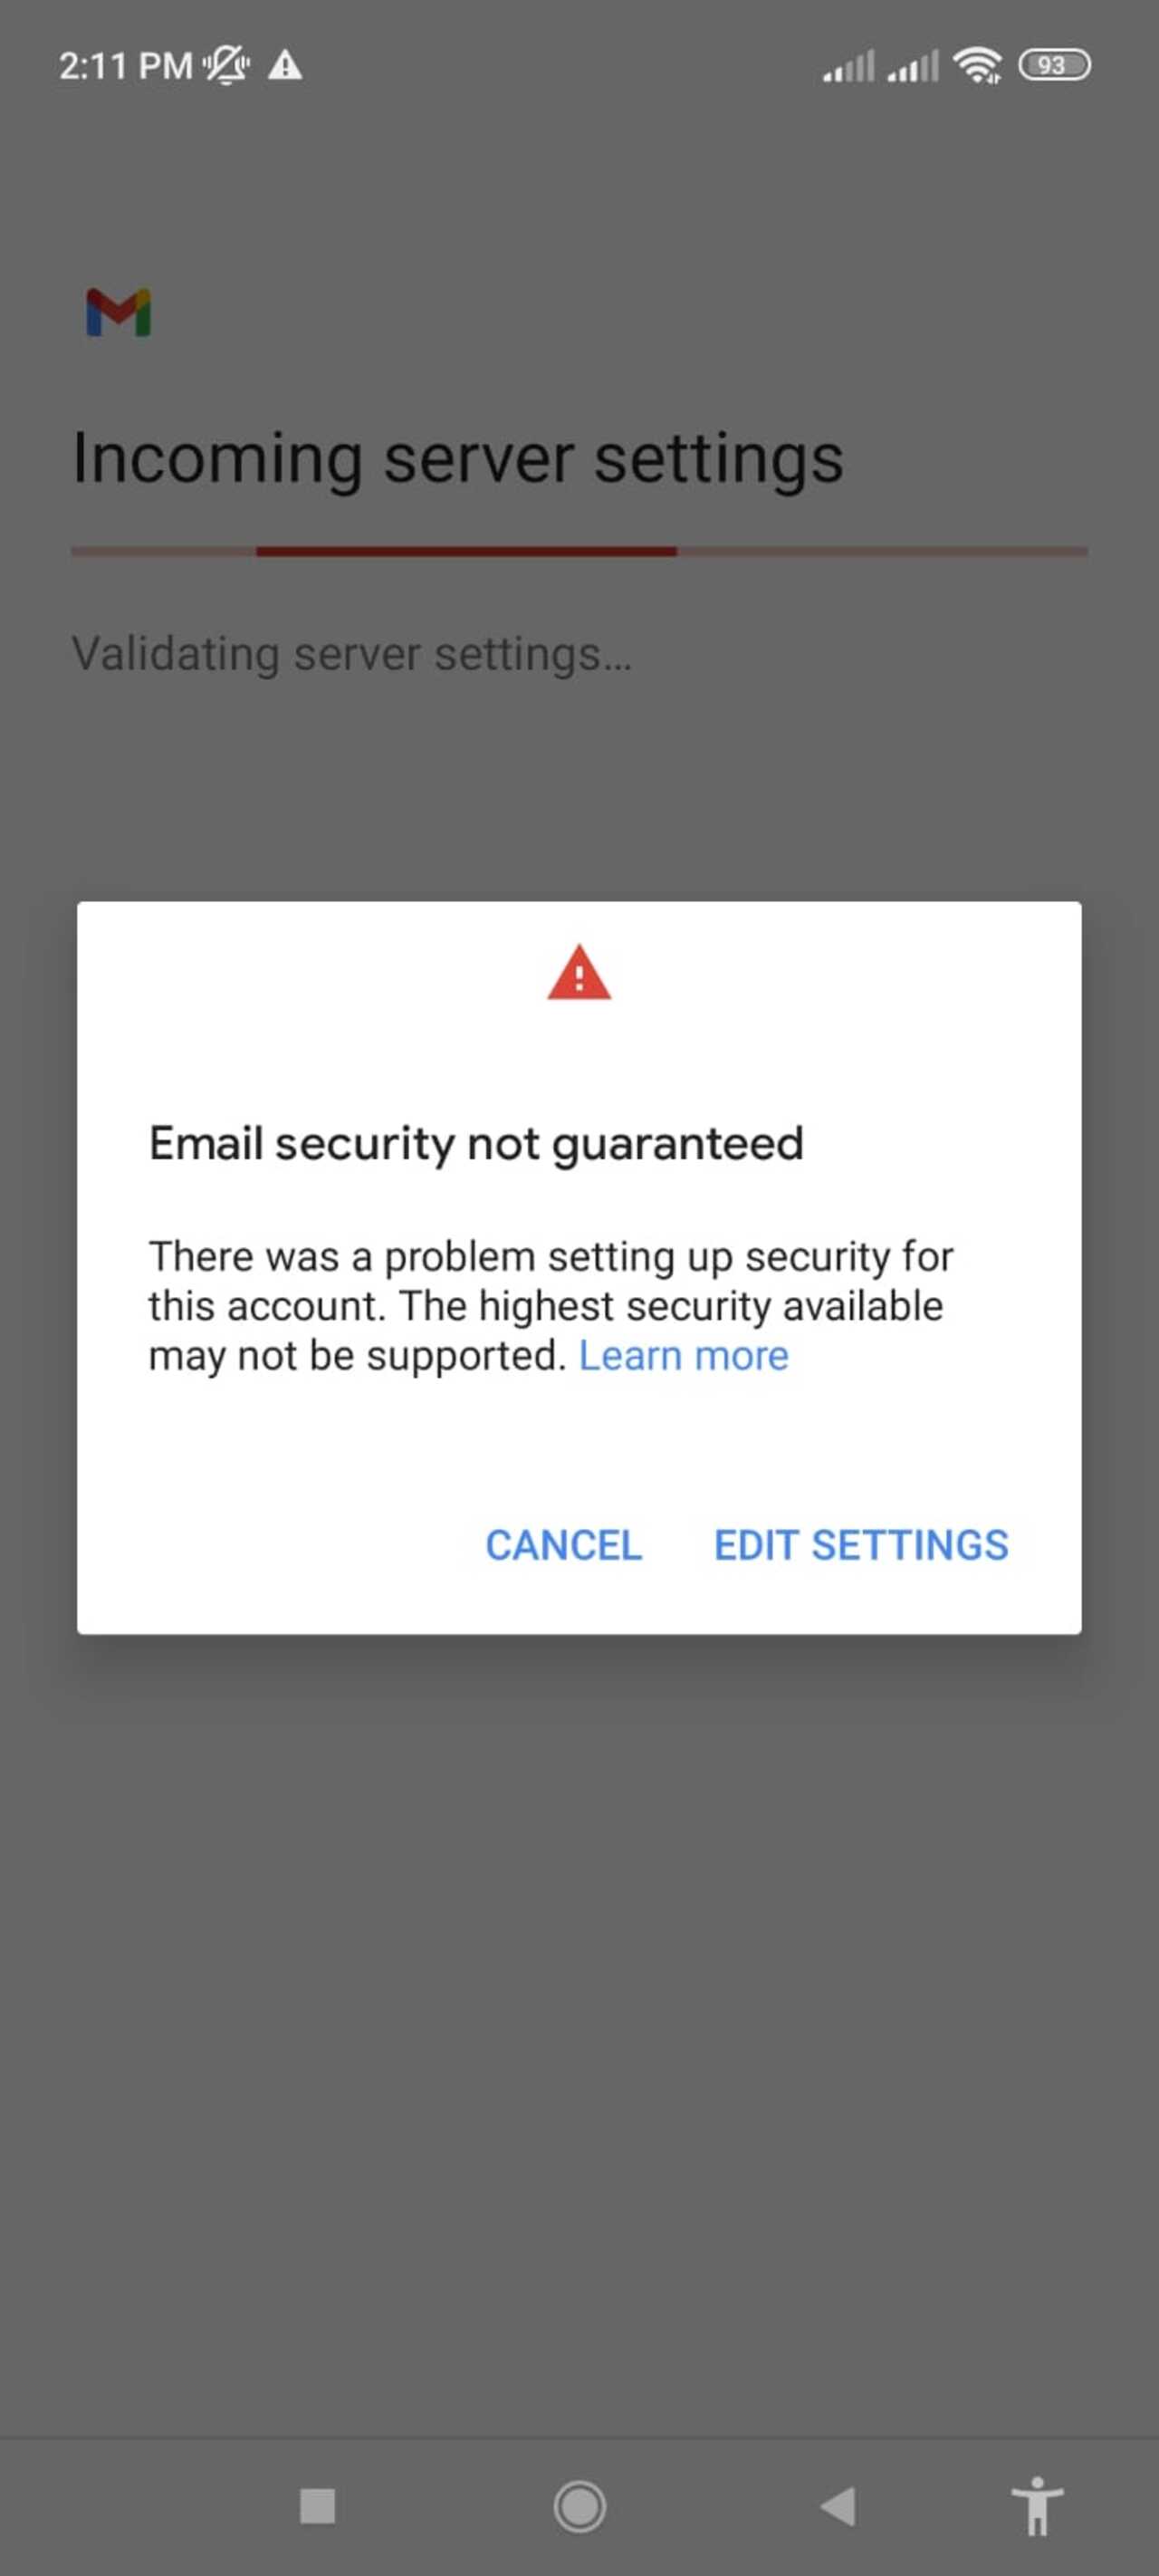 2:11 PM
93
Incoming server settings
Validating server settings...
Email security not guaranteed
There was a problem setting up security for
this account. The highest security available
may not be supported. Learn more
CANCEL EDIT SETTINGS